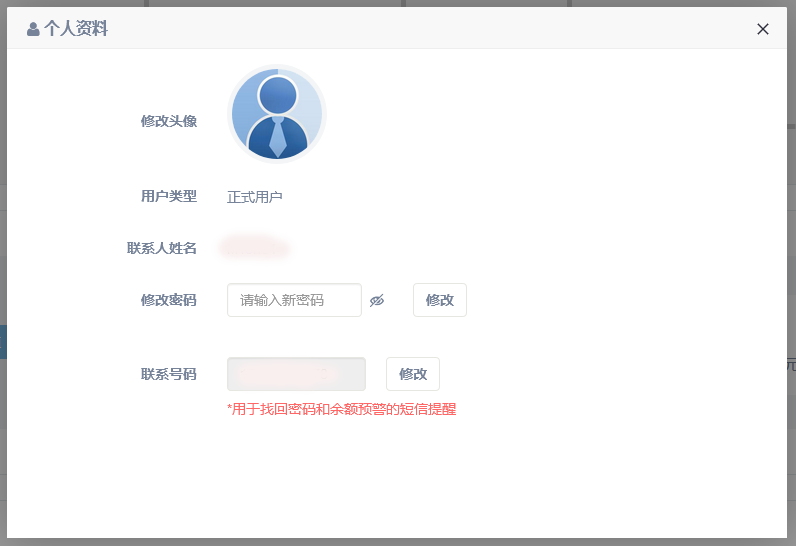 个人资料
修改头像
用户类型 正式用户
联系人姓名
修改密码 请输入新密码 修改
联系号码 修改
*用于找回密码和余额预警的短信提醒
元